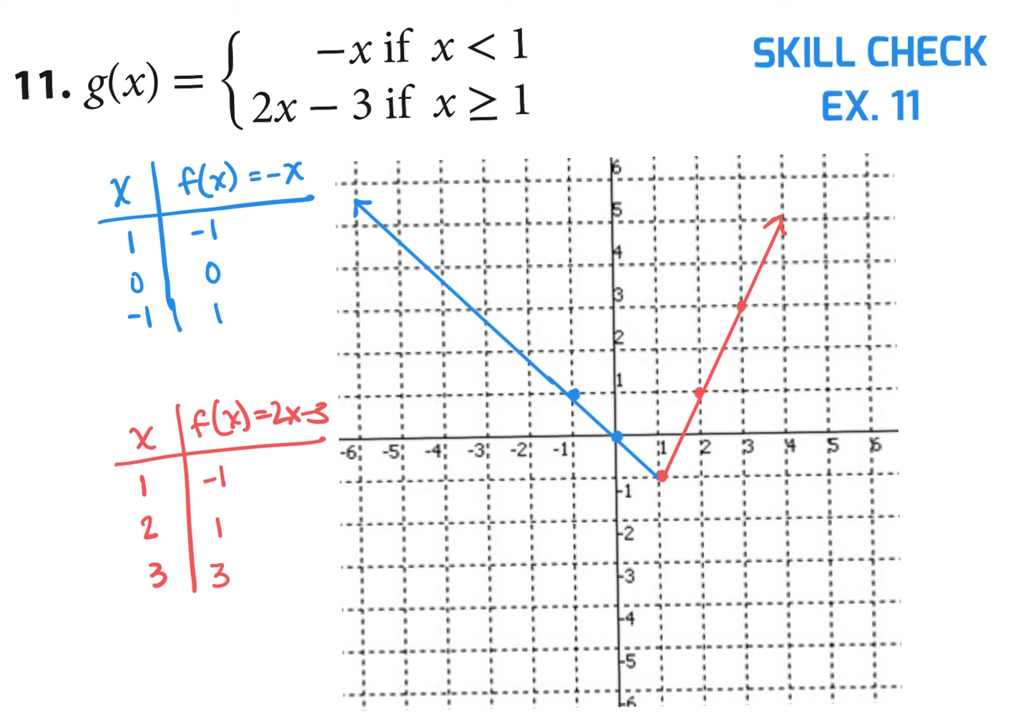 11. g(x) = { −x if x < 1
2x − 3 if x ≥ 1
SKILL CHECK
EX. 11
x f(x) = -x
1 -1
0 0
-1 1
x f(x)=2x-3
1 -1
2 1
3 3
6
5
4
3
2
1
-6 -5 -4 -3 -2 -1 1 2 3 4 5 6
-1
-2
-3
-4
-5
-6